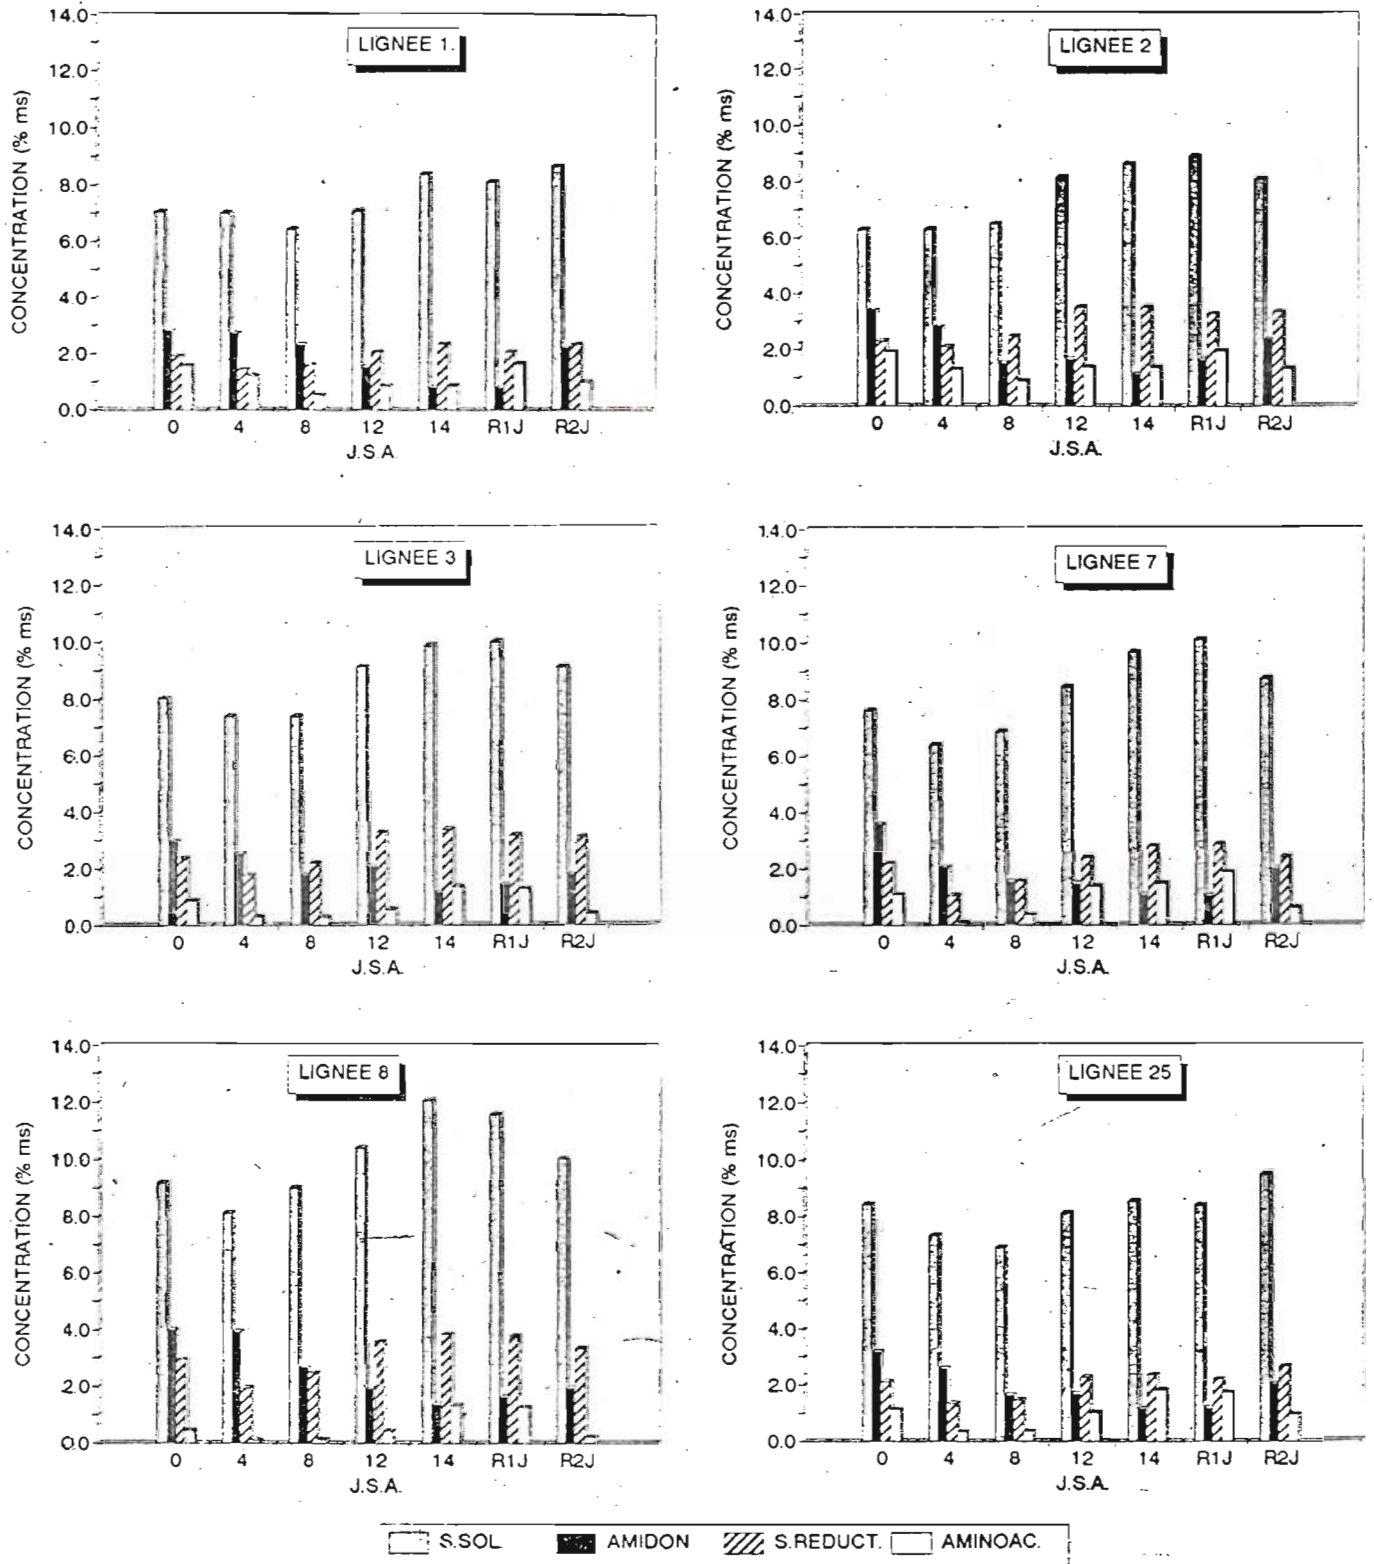 LIGNEE 1.
CONCENTRATION (% ms)
14.0
12.0
10.0
8.0
6.0
4.0
2.0
0.0
0 4 8 12 14 R1J R2J
J.S.A.
LIGNEE 2
CONCENTRATION (% ms)
14.0
12.0
10.0
8.0
6.0
4.0
2.0
0.0
0 4 8 12 14 R1J R2J
J.S.A.
LIGNEE 3
CONCENTRATION (% ms)
14.0
12.0
10.0
8.0
6.0
4.0
2.0
0.0
0 4 8 12 14 R1J R2J
J.S.A.
LIGNEE 7
CONCENTRATION (% ms)
14.0
12.0
10.0
8.0
6.0
4.0
2.0
0.0
0 4 8 12 14 R1J R2J
J.S.A.
LIGNEE 8
CONCENTRATION (% ms)
14.0
12.0
10.0
8.0
6.0
4.0
2.0
0.0
0 4 8 12 14 R1J R2J
J.S.A.
LIGNEE 25
CONCENTRATION (% ms)
14.0
12.0
10.0
8.0
6.0
4.0
2.0
0.0
0 4 8 12 14 R1J R2J
J.S.A.
S.SOL. AMIDON S.REDUCT. AMINOAC.